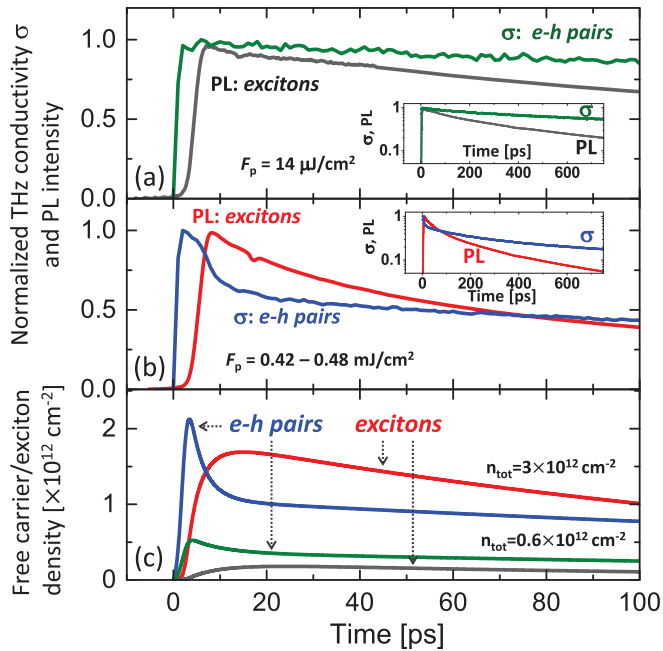 Normalized THz conductivity σ
and PL intensity
Free carrier/exciton
density [×10¹² cm⁻²]
1.0
0.75
0.5
0.0
σ: e-h pairs
PL: excitons
(a)
F_p = 14 μJ/cm²
σ, PL
1
0.1
σ
PL
Time [ps]
0 200 400 600
1.0
0.5
0.0
PL: excitons
σ: e-h pairs
(b)
F_p = 0.42 – 0.48 mJ/cm²
σ, PL
1
0.1
σ
PL
0 200 400 600
Time [ps]
2
1
0
e-h pairs
excitons
n_tot=3×10¹² cm⁻²
n_tot=0.6×10¹² cm⁻²
(c)
0 20 40 60 80 100
Time [ps]